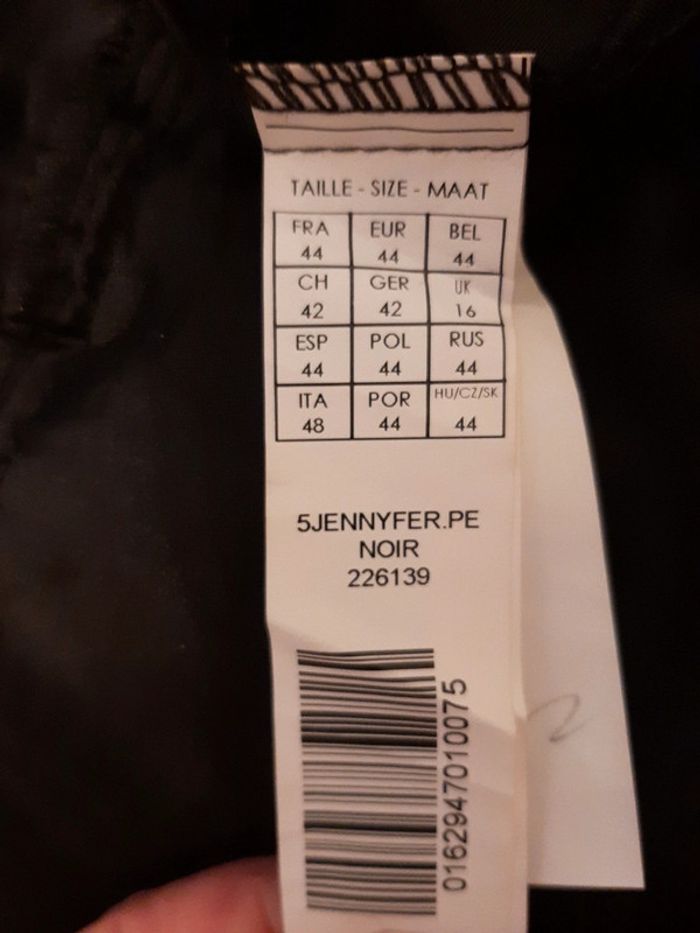 TAILLE - SIZE - MAAT
FRA EUR BEL
44 44 44
CH GER UK
42 42 16
ESP POL RUS
44 44 44
ITA POR HU/CZ/SK
48 44 44
5JENNYFER.PE
NOIR
226139
0162947010075
2